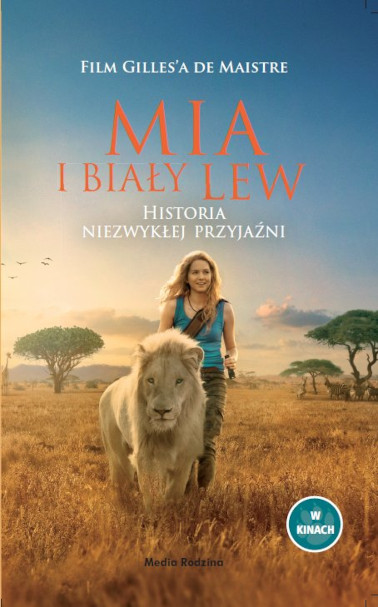 FILM GILLES'A DE MAISTRE
MIA
I BIAŁY LEW
HISTORIA
NIEZWYKŁEJ PRZYJAŹNI
W
KINACH
Media Rodzina